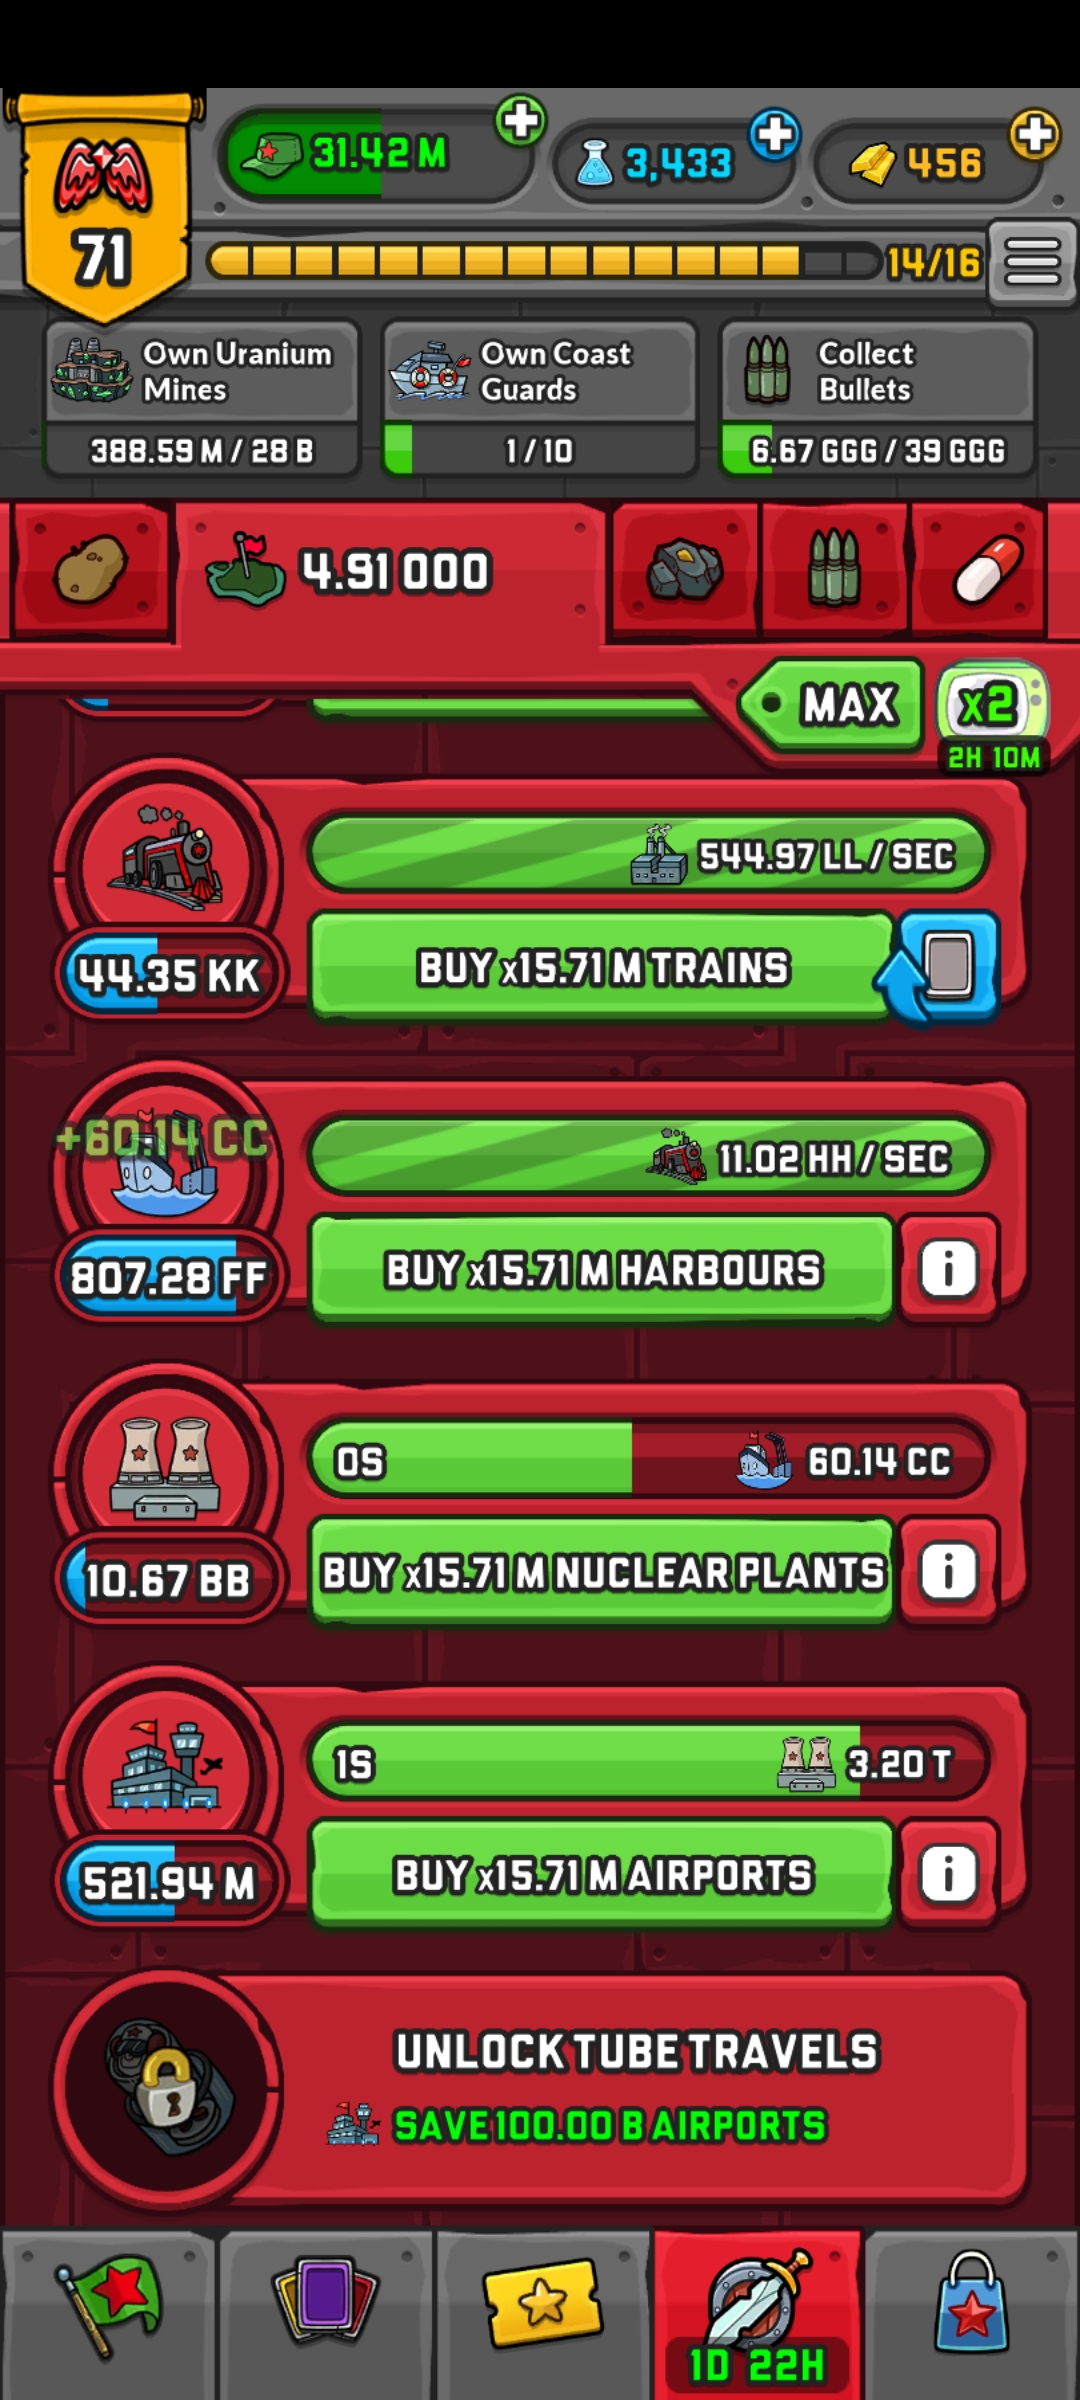 71
31.42 M
3,433
456
14/16
Own Uranium
Mines
388.59 M / 28 B
Own Coast
Guards
1 / 10
Collect
Bullets
6.67 GGG / 39 GGG
4.91 OOO
MAX
x2
2H 10M
544.97 LL / SEC
44.35 KK
BUY x15.71 M TRAINS
+60.14 CC
11.02 HH / SEC
807.28 FF
BUY x15.71 M HARBOURS
i
0S
60.14 CC
10.67 BB
BUY x15.71 M NUCLEAR PLANTS
i
1S
3.20 T
521.94 M
BUY x15.71 M AIRPORTS
i
UNLOCK TUBE TRAVELS
SAVE 100.00 B AIRPORTS
1D 22H